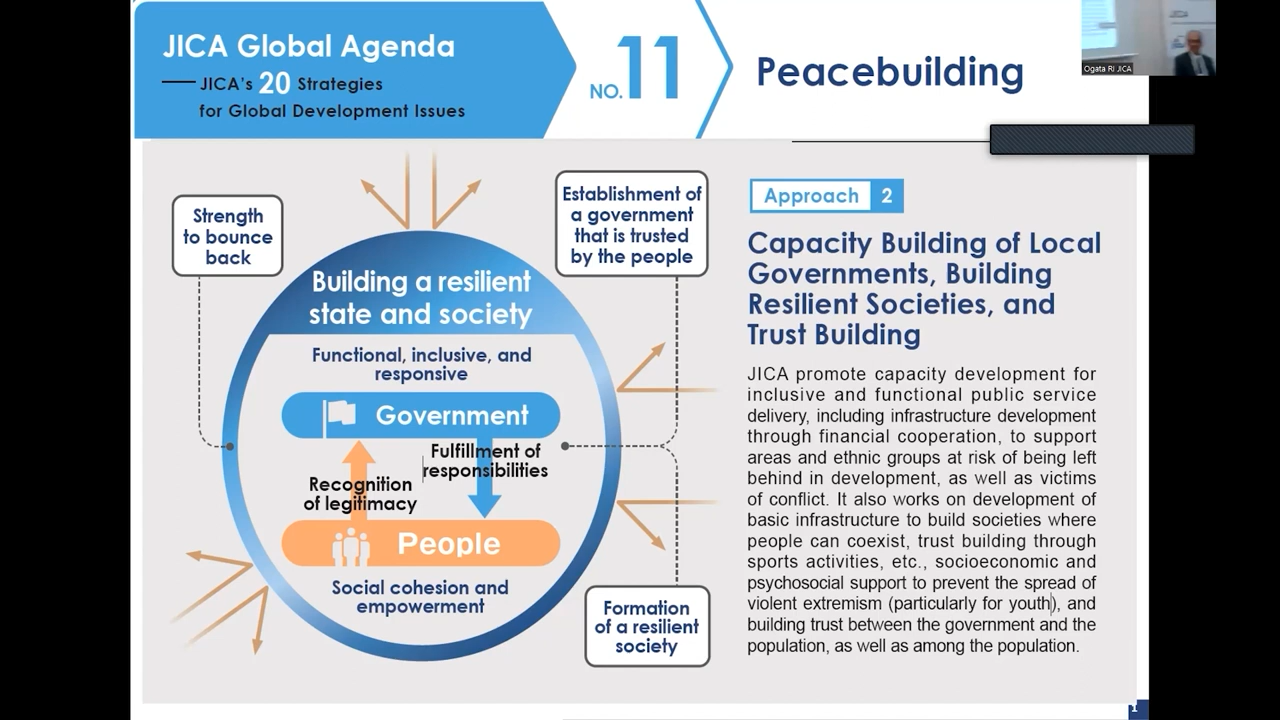 JICA Global Agenda
JICA's 20 Strategies
for Global Development Issues
NO. 11
Peacebuilding
Ogata RI JICA
Strength
to bounce
back
Establishment of
a government
that is trusted
by the people
Building a resilient
state and society
Functional, inclusive, and
responsive
Government
Fulfillment of
responsibilities
Recognition
of legitimacy
People
Social cohesion and
empowerment
Formation
of a resilient
society
Approach 2
Capacity Building of Local
Governments, Building
Resilient Societies, and
Trust Building
JICA promote capacity development for
inclusive and functional public service
delivery, including infrastructure development
through financial cooperation, to support
areas and ethnic groups at risk of being left
behind in development, as well as victims
of conflict. It also works on development of
basic infrastructure to build societies where
people can coexist, trust building through
sports activities, etc., socioeconomic and
psychosocial support to prevent the spread of
violent extremism (particularly for youth), and
building trust between the government and the
population, as well as among the population.
1